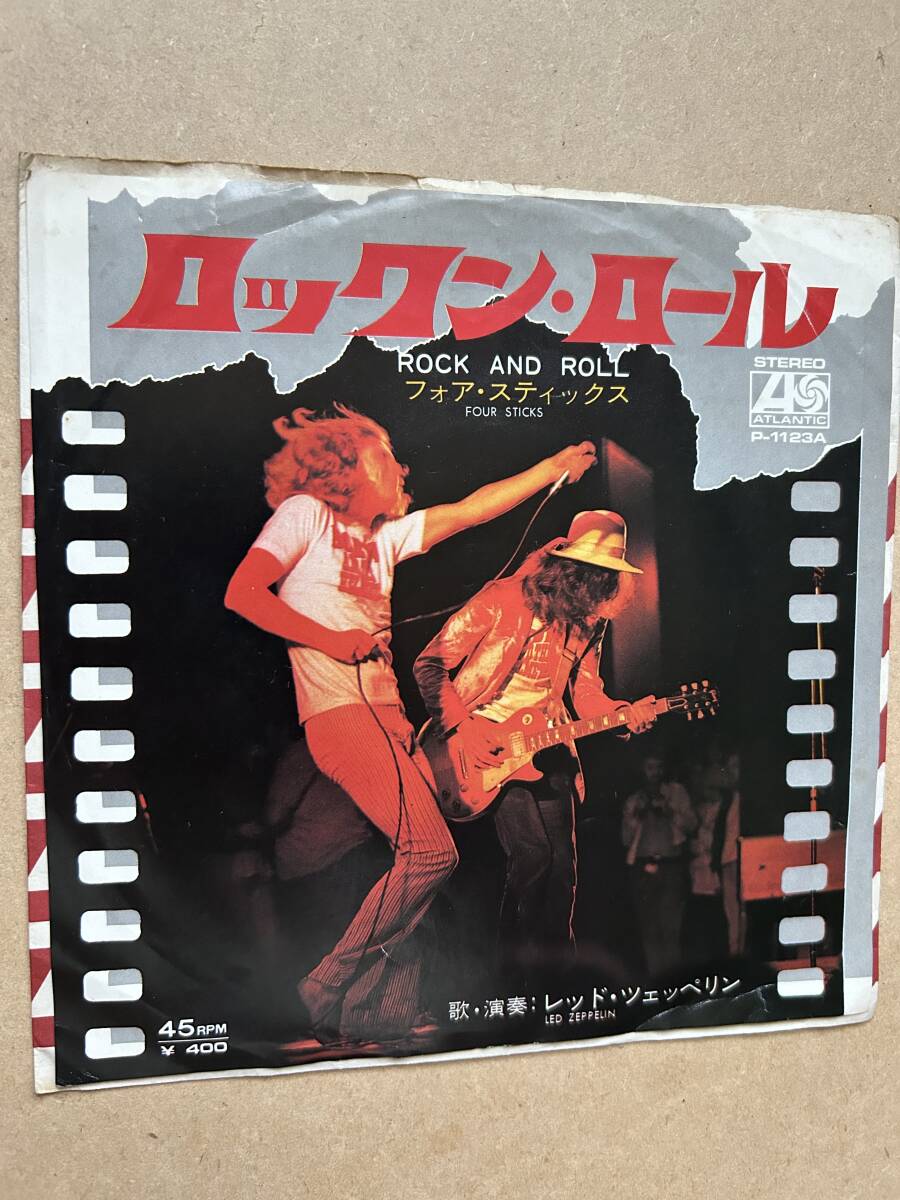 ロックン・ロール
ROCK AND ROLL
フォア・スティックス
FOUR STICKS
STEREO
ATLANTIC
P-1123A
歌・演奏：レッド・ツェッペリン
LED ZEPPELIN
45 RPM
¥ 400